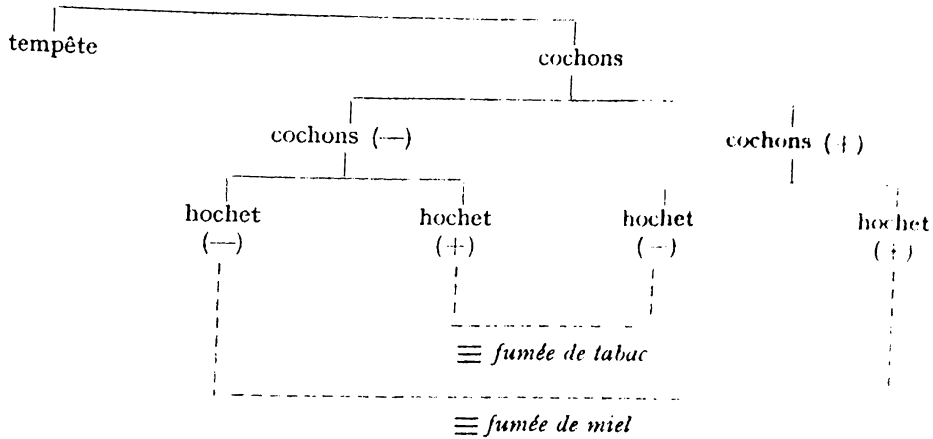 tempête
cochons
cochons (—) cochons (+)
hochet hochet hochet hochet
(—) (+) (—) (+)
≡ fumée de tabac
≡ fumée de miel